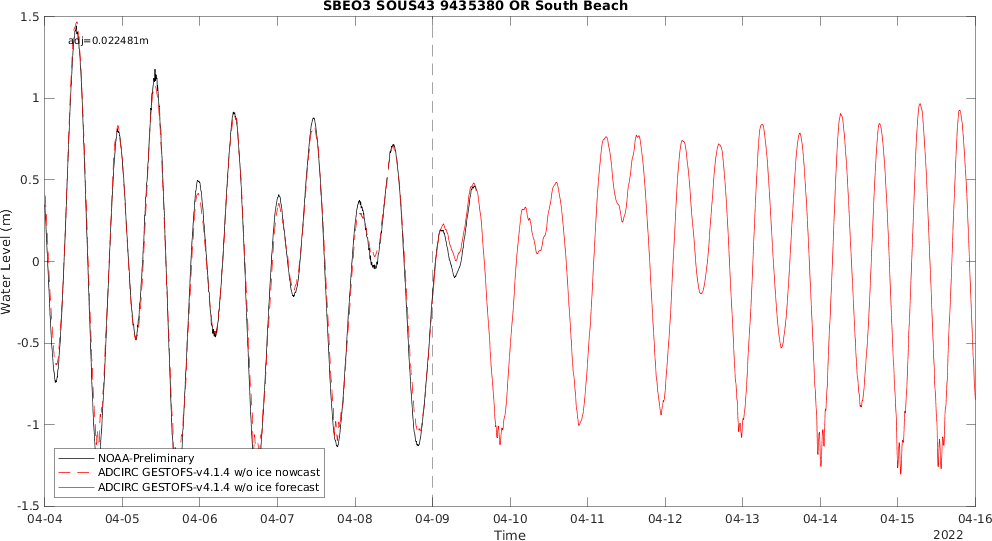 SBEO3 SOUS43 9435380 OR South Beach
adj=0.022481m
Water Level (m)
1.5
1
0.5
0
-0.5
-1
-1.5
NOAA-Preliminary
ADCIRC GESTOFS-v4.1.4 w/o ice nowcast
ADCIRC GESTOFS-v4.1.4 w/o ice forecast
04-04 04-05 04-06 04-07 04-08 04-09 04-10 04-11 04-12 04-13 04-14 04-15 04-16
Time
2022